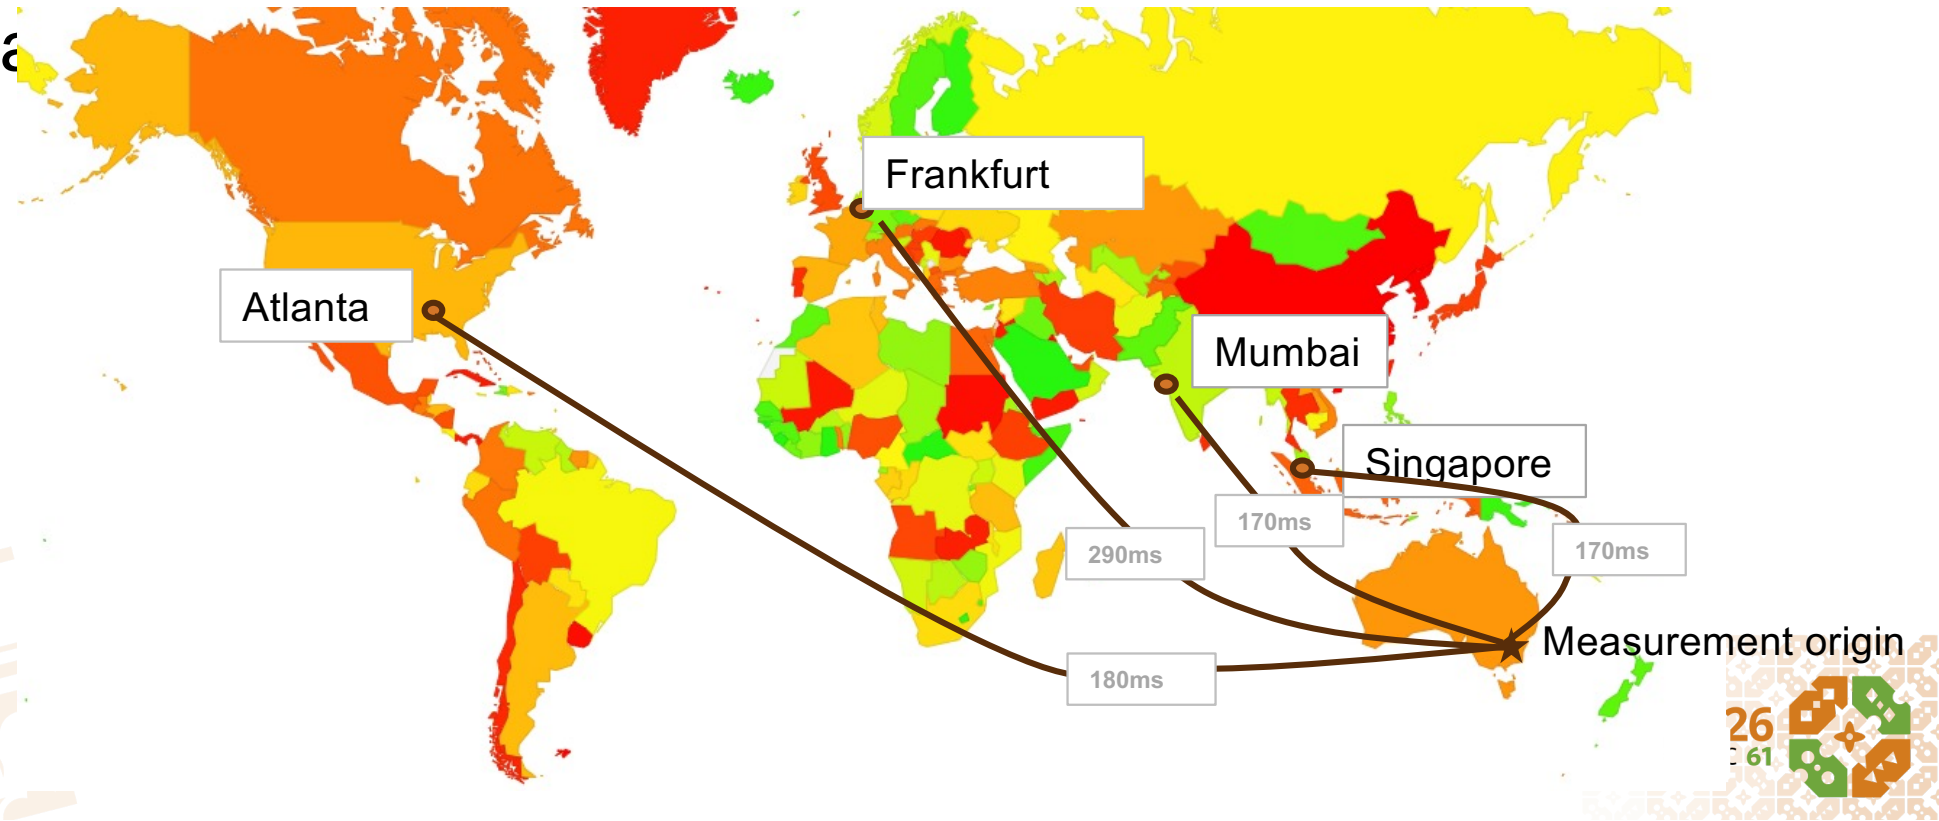 a
Frankfurt
Atlanta
Mumbai
Singapore
170ms
290ms
170ms
Measurement origin
180ms
26
C 61